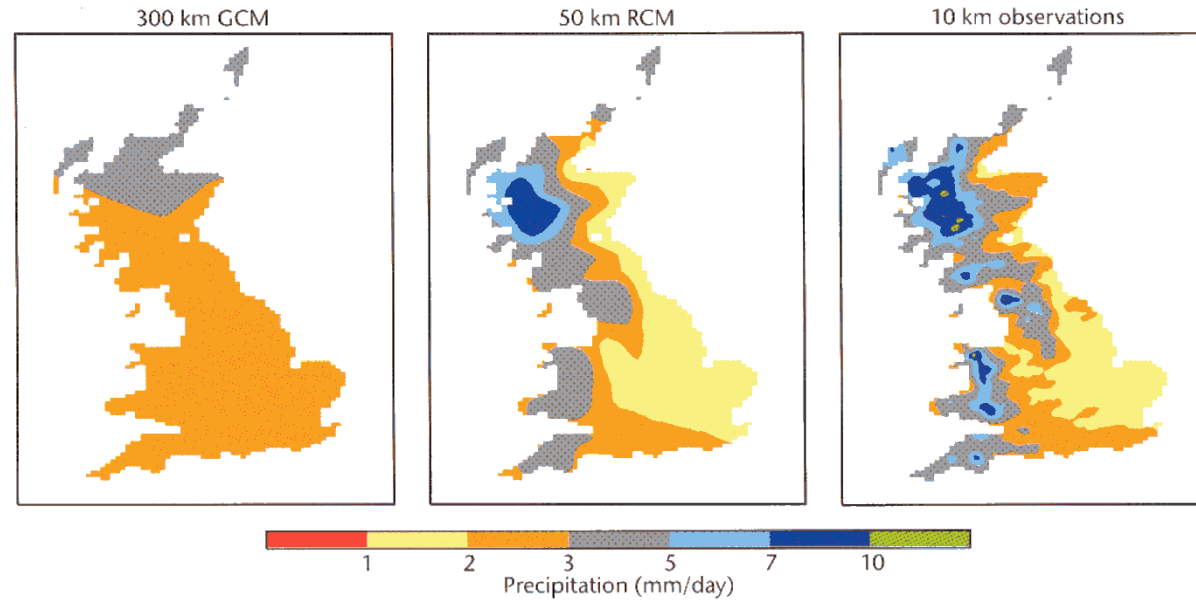 300 km GCM
50 km RCM
10 km observations
1 2 3 5 7 10
Precipitation (mm/day)